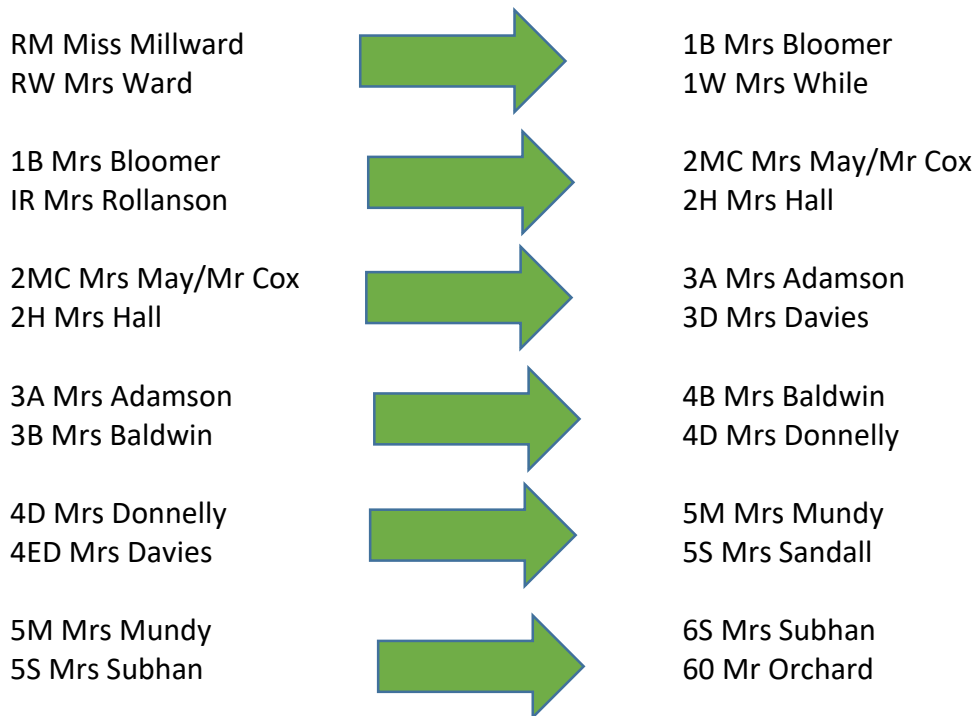 RM Miss Millward 1B Mrs Bloomer
RW Mrs Ward 1W Mrs While
1B Mrs Bloomer 2MC Mrs May/Mr Cox
IR Mrs Rollanson 2H Mrs Hall
2MC Mrs May/Mr Cox 3A Mrs Adamson
2H Mrs Hall 3D Mrs Davies
3A Mrs Adamson 4B Mrs Baldwin
3B Mrs Baldwin 4D Mrs Donnelly
4D Mrs Donnelly 5M Mrs Mundy
4ED Mrs Davies 5S Mrs Sandall
5M Mrs Mundy 6S Mrs Subhan
5S Mrs Subhan 60 Mr Orchard